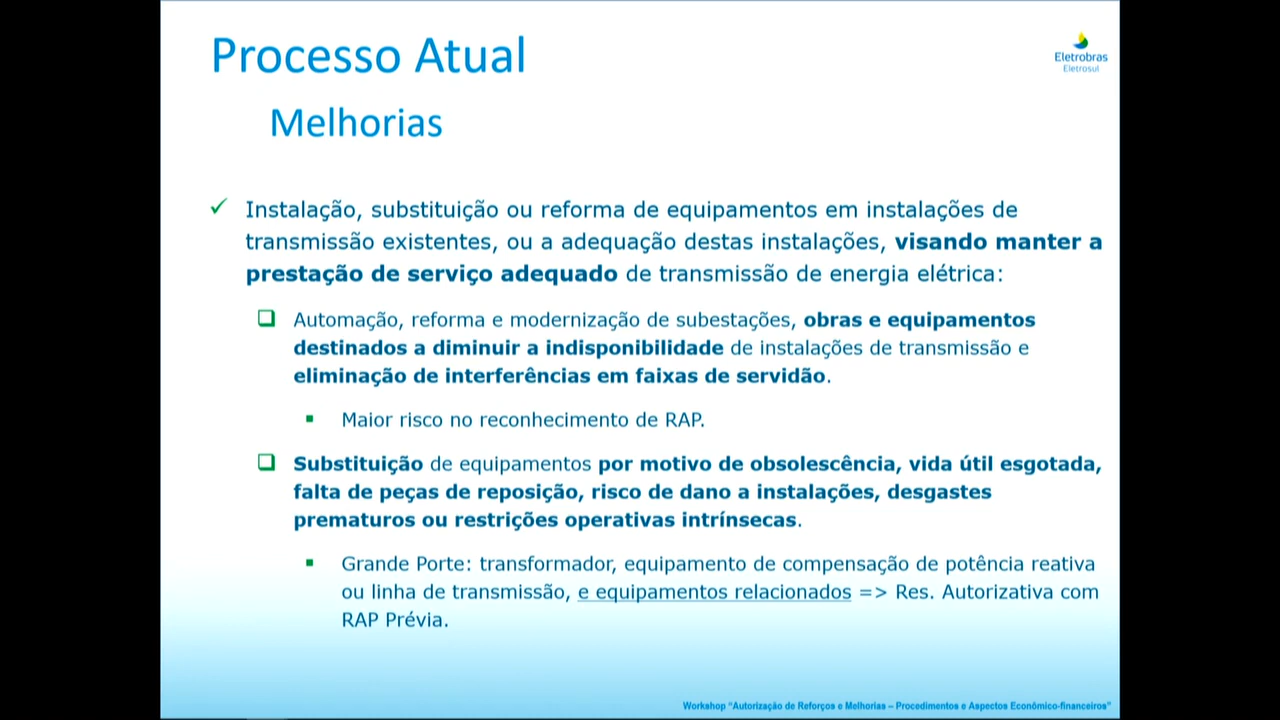 Processo Atual
Eletrobras
Eletrosul
Melhorias
Instalação, substituição ou reforma de equipamentos em instalações de
transmissão existentes, ou a adequação destas instalações, visando manter a
prestação de serviço adequado de transmissão de energia elétrica:
Automação, reforma e modernização de subestações, obras e equipamentos
destinados a diminuir a indisponibilidade de instalações de transmissão e
eliminação de interferências em faixas de servidão.
Maior risco no reconhecimento de RAP.
Substituição de equipamentos por motivo de obsolescência, vida útil esgotada,
falta de peças de reposição, risco de dano a instalações, desgastes
prematuros ou restrições operativas intrínsecas.
Grande Porte: transformador, equipamento de compensação de potência reativa
ou linha de transmissão, e equipamentos relacionados => Res. Autorizativa com
RAP Prévia.
Workshop "Autorização de Reforços e Melhorias – Procedimentos e Aspectos Econômico-financeiros"